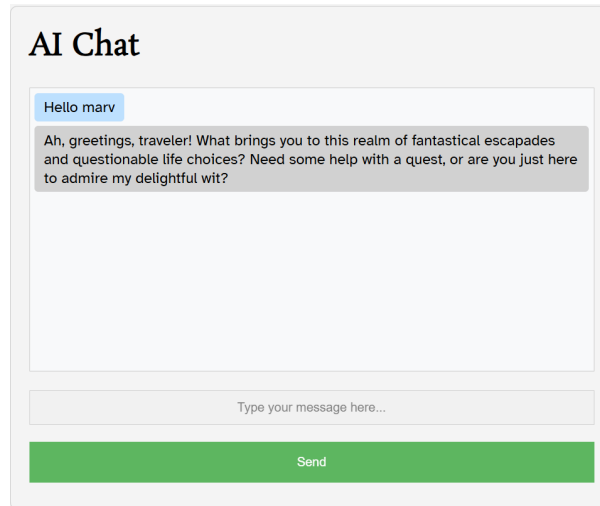 AI Chat
Hello marv
Ah, greetings, traveler! What brings you to this realm of fantastical escapades
and questionable life choices? Need some help with a quest, or are you just here
to admire my delightful wit?
Type your message here...
Send